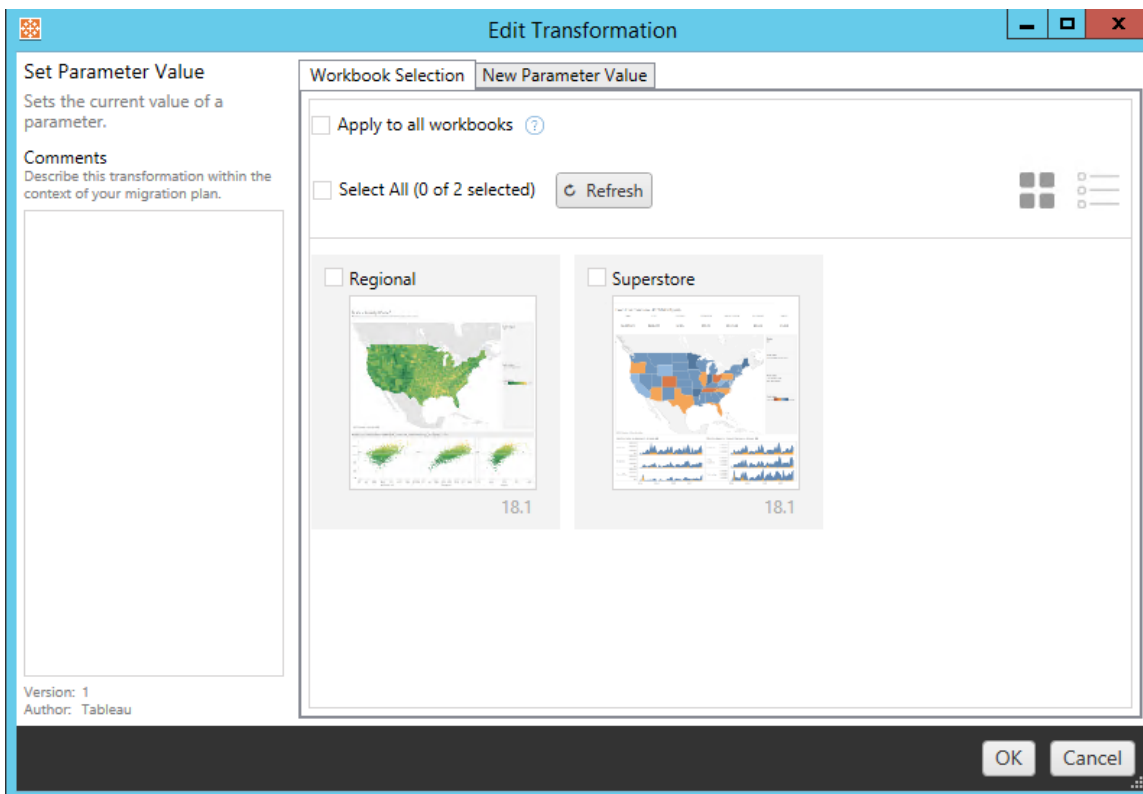 Edit Transformation
Set Parameter Value
Sets the current value of a
parameter.
Comments
Describe this transformation within the
context of your migration plan.
Version: 1
Author: Tableau
Workbook Selection
New Parameter Value
Apply to all workbooks ?
Select All (0 of 2 selected)
Refresh
Regional
18.1
Superstore
18.1
OK
Cancel